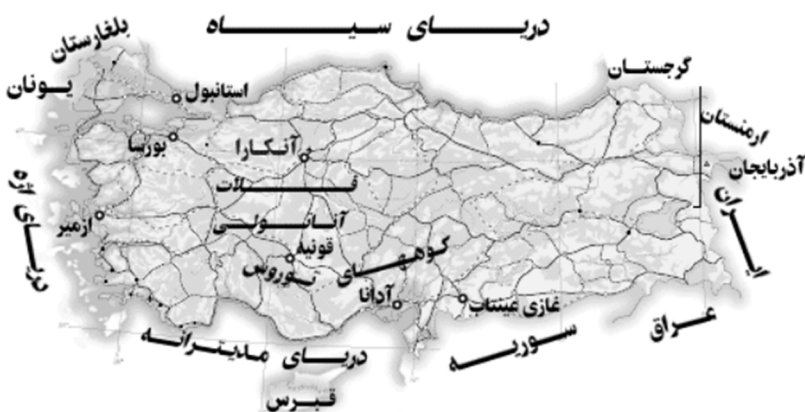 دریای سیاه
بلغارستان
یونان
استانبول
گرجستان
ارمنستان
آذربایجان
بورسا
آنکارا
فلات
آناتولی
دریای اژه
ازمیر
قونیه
کوههای
توروس
ایران
آدانا
غازی عینتاب
عراق
سوریه
دریای مدیترانه
قبرس